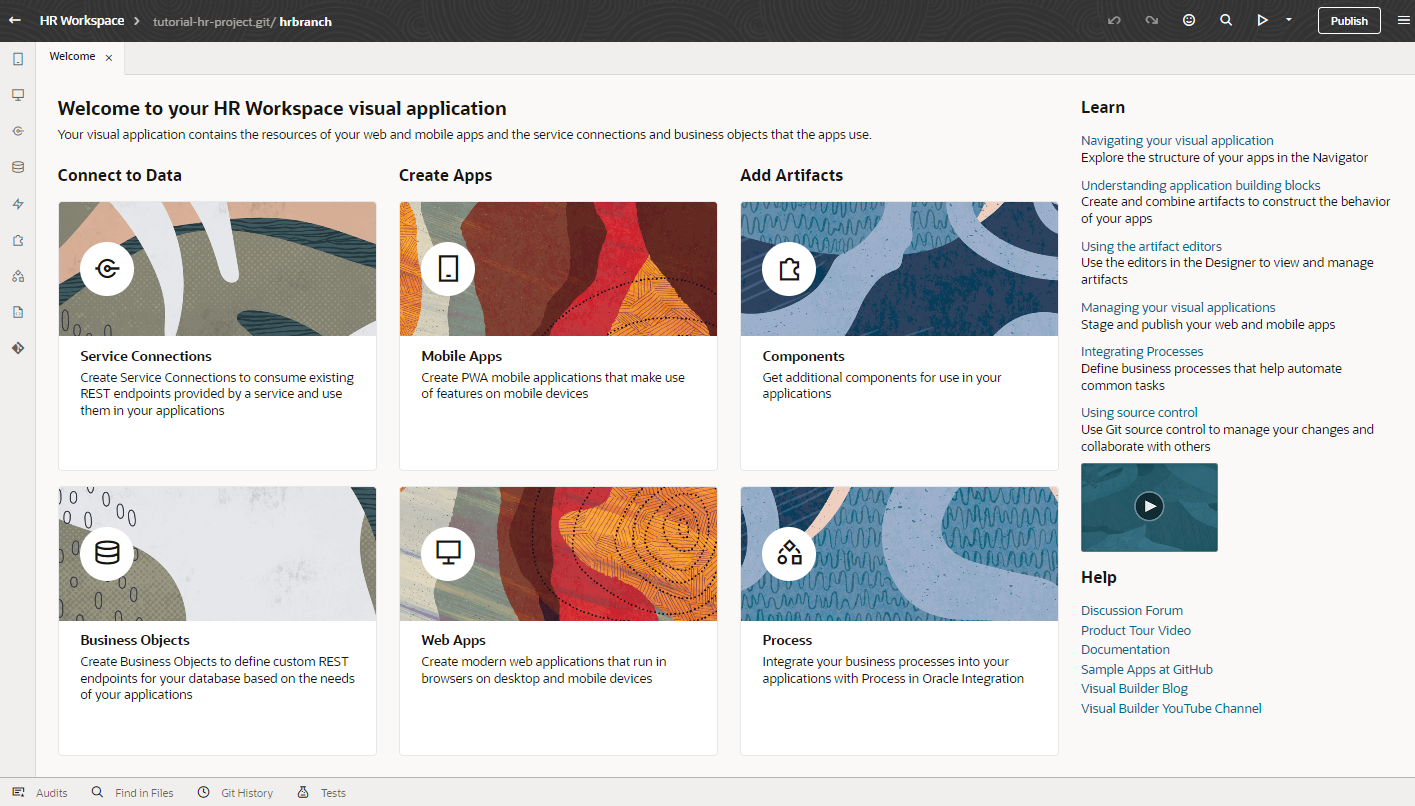 HR Workspace > tutorial-hr-project.git/ hrbranch
Publish
Welcome
Welcome to your HR Workspace visual application
Your visual application contains the resources of your web and mobile apps and the service connections and business objects that the apps use.
Connect to Data
Service Connections
Create Service Connections to consume existing
REST endpoints provided by a service and use
them in your applications
Business Objects
Create Business Objects to define custom REST
endpoints for your database based on the needs
of your applications
Create Apps
Mobile Apps
Create PWA mobile applications that make use
of features on mobile devices
Web Apps
Create modern web applications that run in
browsers on desktop and mobile devices
Add Artifacts
Components
Get additional components for use in your
applications
Process
Integrate your business processes into your
applications with Process in Oracle Integration
Learn
Navigating your visual application
Explore the structure of your apps in the Navigator
Understanding application building blocks
Create and combine artifacts to construct the behavior
of your apps
Using the artifact editors
Use the editors in the Designer to view and manage
artifacts
Managing your visual applications
Stage and publish your web and mobile apps
Integrating Processes
Define business processes that help automate
common tasks
Using source control
Use Git source control to manage your changes and
collaborate with others
Help
Discussion Forum
Product Tour Video
Documentation
Sample Apps at GitHub
Visual Builder Blog
Visual Builder YouTube Channel
Audits
Find in Files
Git History
Tests